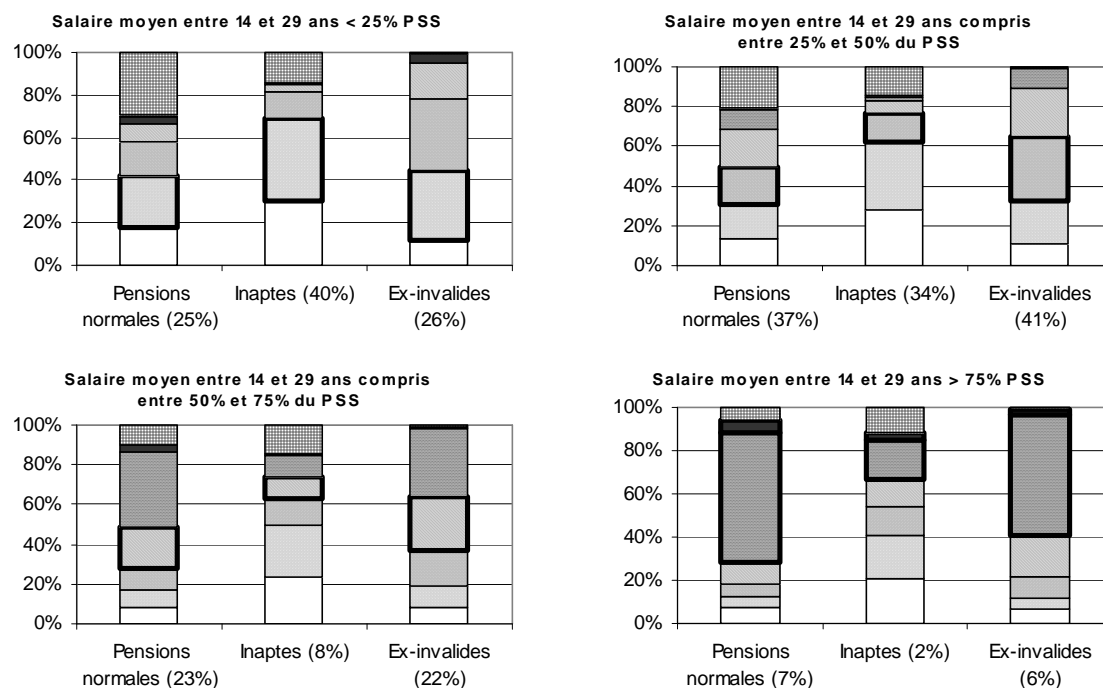 Salaire moyen entre 14 et 29 ans < 25% PSS
100%
80%
60%
40%
20%
0%
Pensions
normales (25%)
Inaptes (40%)
Ex-invalides
(26%)
Salaire moyen entre 14 et 29 ans compris
entre 25% et 50% du PSS
100%
80%
60%
40%
20%
0%
Pensions
normales (37%)
Inaptes (34%)
Ex-invalides
(41%)
Salaire moyen entre 14 et 29 ans compris
entre 50% et 75% du PSS
100%
80%
60%
40%
20%
0%
Pensions
normales (23%)
Inaptes (8%)
Ex-invalides
(22%)
Salaire moyen entre 14 et 29 ans > 75% PSS
100%
80%
60%
40%
20%
0%
Pensions
normales (7%)
Inaptes (2%)
Ex-invalides
(6%)